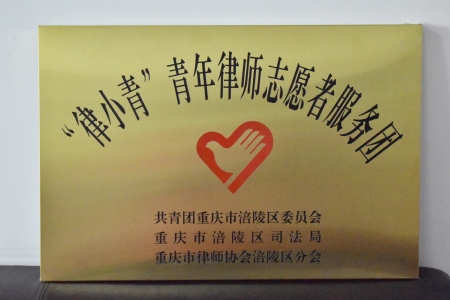 “律小青”青年律师志愿者服务团
共青团重庆市涪陵区委员会
重庆市涪陵区司法局
重庆市律师协会涪陵区分会